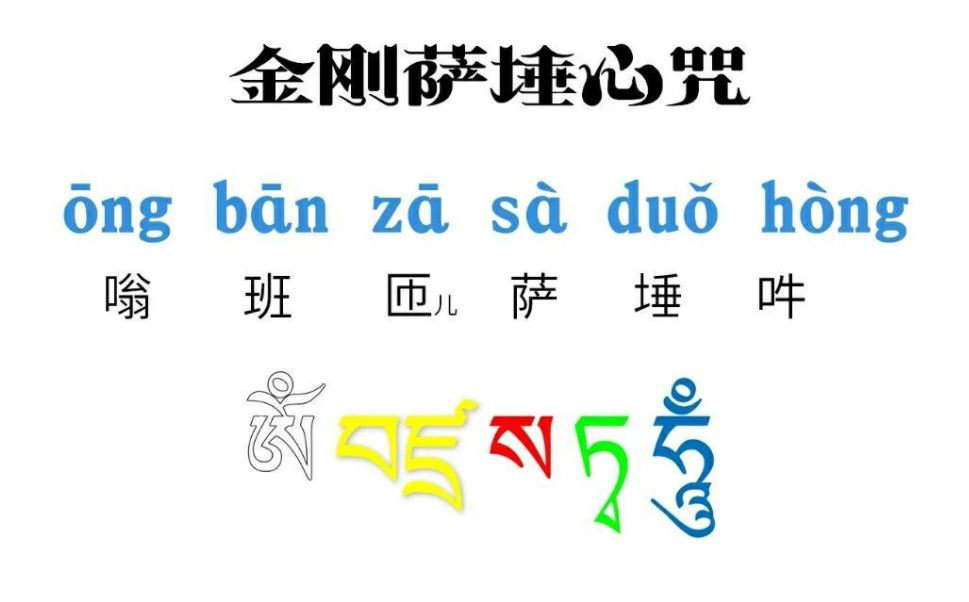 金刚萨埵心咒
ōng bān zā sà duǒ hòng
嗡 班 匝儿 萨 埵 吽
ༀ བཛྲ ས ཏྭ ཧཱུྂ